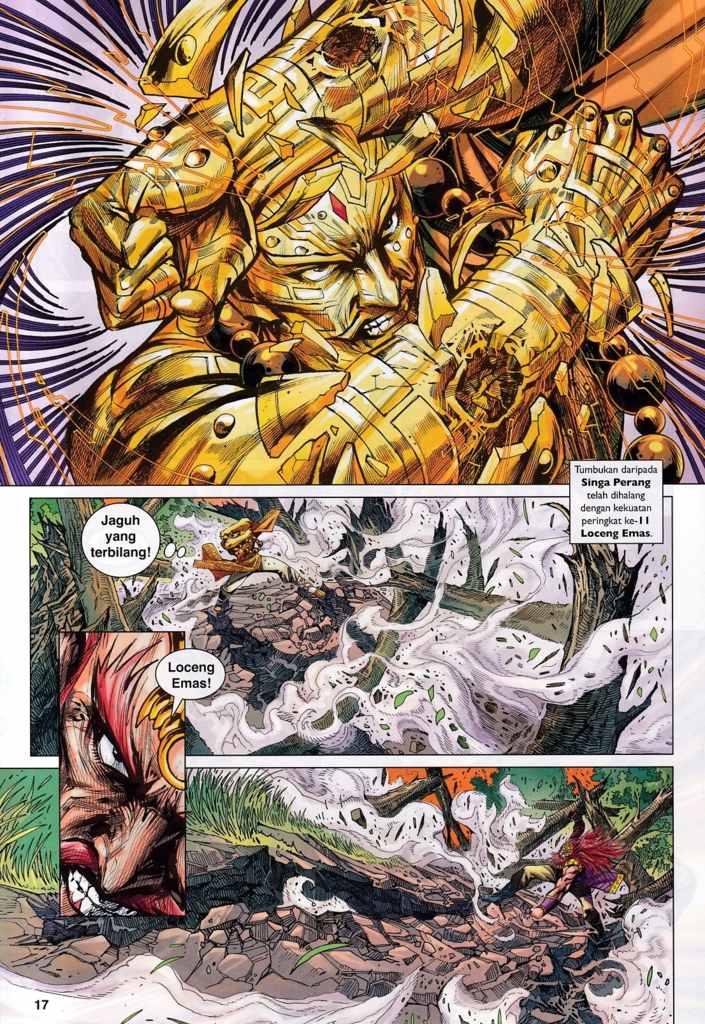 Tumbukan daripada
Singa Perang
telah dihalang
dengan kekuatan
peringkat ke-11
Loceng Emas.
Jaguh
yang
terbilang!
Loceng
Emas!
17